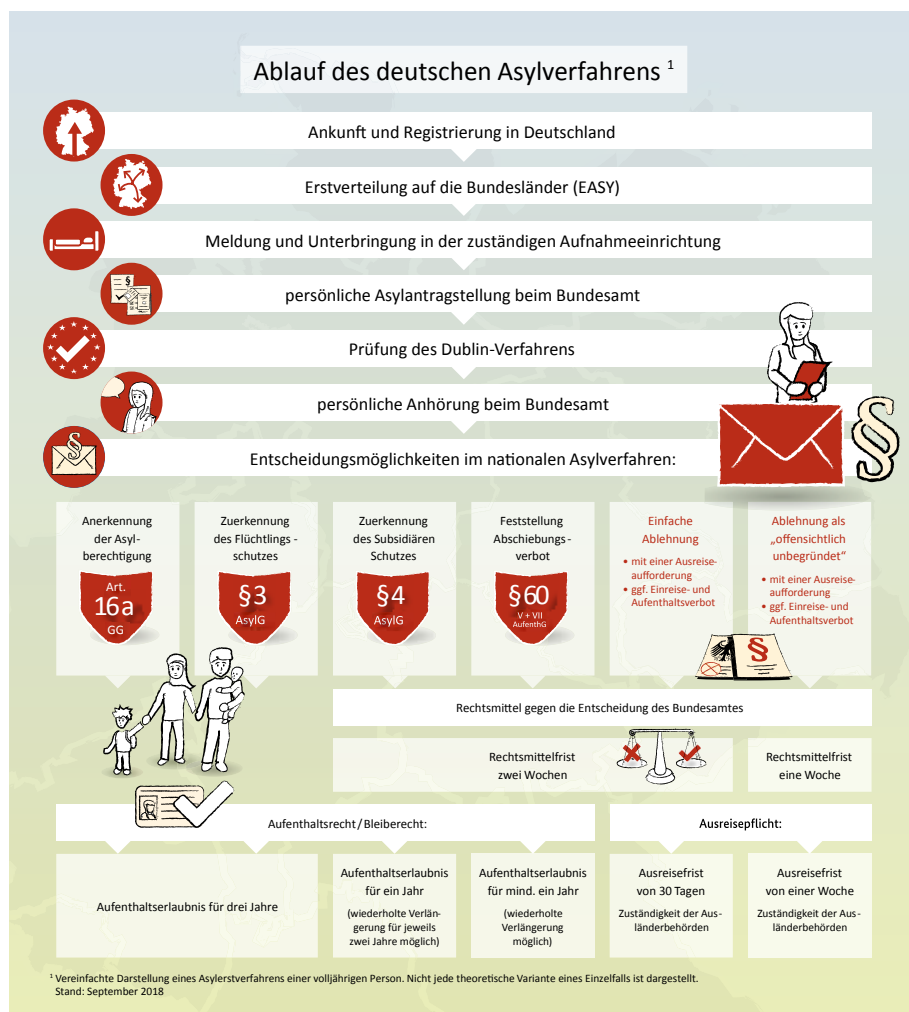 Ablauf des deutschen Asylverfahrens ¹
Ankunft und Registrierung in Deutschland
Erstverteilung auf die Bundesländer (EASY)
Meldung und Unterbringung in der zuständigen Aufnahmeeinrichtung
persönliche Asylantragstellung beim Bundesamt
Prüfung des Dublin-Verfahrens
persönliche Anhörung beim Bundesamt
Entscheidungsmöglichkeiten im nationalen Asylverfahren:
Anerkennung
der Asyl-
berechtigung
Art.
16a
GG
Zuerkennung
des Flüchtlings -
schutzes
§3
AsylG
Zuerkennung
des Subsidiären
Schutzes
§4
AsylG
Feststellung
Abschiebungs-
verbot
§60
V + VII
AufenthG
Einfache
Ablehnung
• mit einer Ausreise-
aufforderung
• ggf. Einreise- und
Aufenthaltsverbot
Ablehnung als
„offensichtlich
unbegründet“
• mit einer Ausreise-
aufforderung
• ggf. Einreise- und
Aufenthaltsverbot
§
§
§
§
Rechtsmittel gegen die Entscheidung des Bundesamtes
Rechtsmittelfrist
zwei Wochen
Rechtsmittelfrist
eine Woche
Aufenthaltsrecht/Bleiberecht:
Ausreisepflicht:
Aufenthaltserlaubnis für drei Jahre
Aufenthaltserlaubnis
für ein Jahr
(wiederholte Verlän-
gerung für jeweils
zwei Jahre möglich)
Aufenthaltserlaubnis
für mind. ein Jahr
(wiederholte
Verlängerung
möglich)
Ausreisefrist
von 30 Tagen
Zuständigkeit der Aus-
länderbehörden
Ausreisefrist
von einer Woche
Zuständigkeit der Aus-
länderbehörden
¹ Vereinfachte Darstellung eines Asylerstverfahrens einer volljährigen Person. Nicht jede theoretische Variante eines Einzelfalls ist dargestellt.
Stand: September 2018